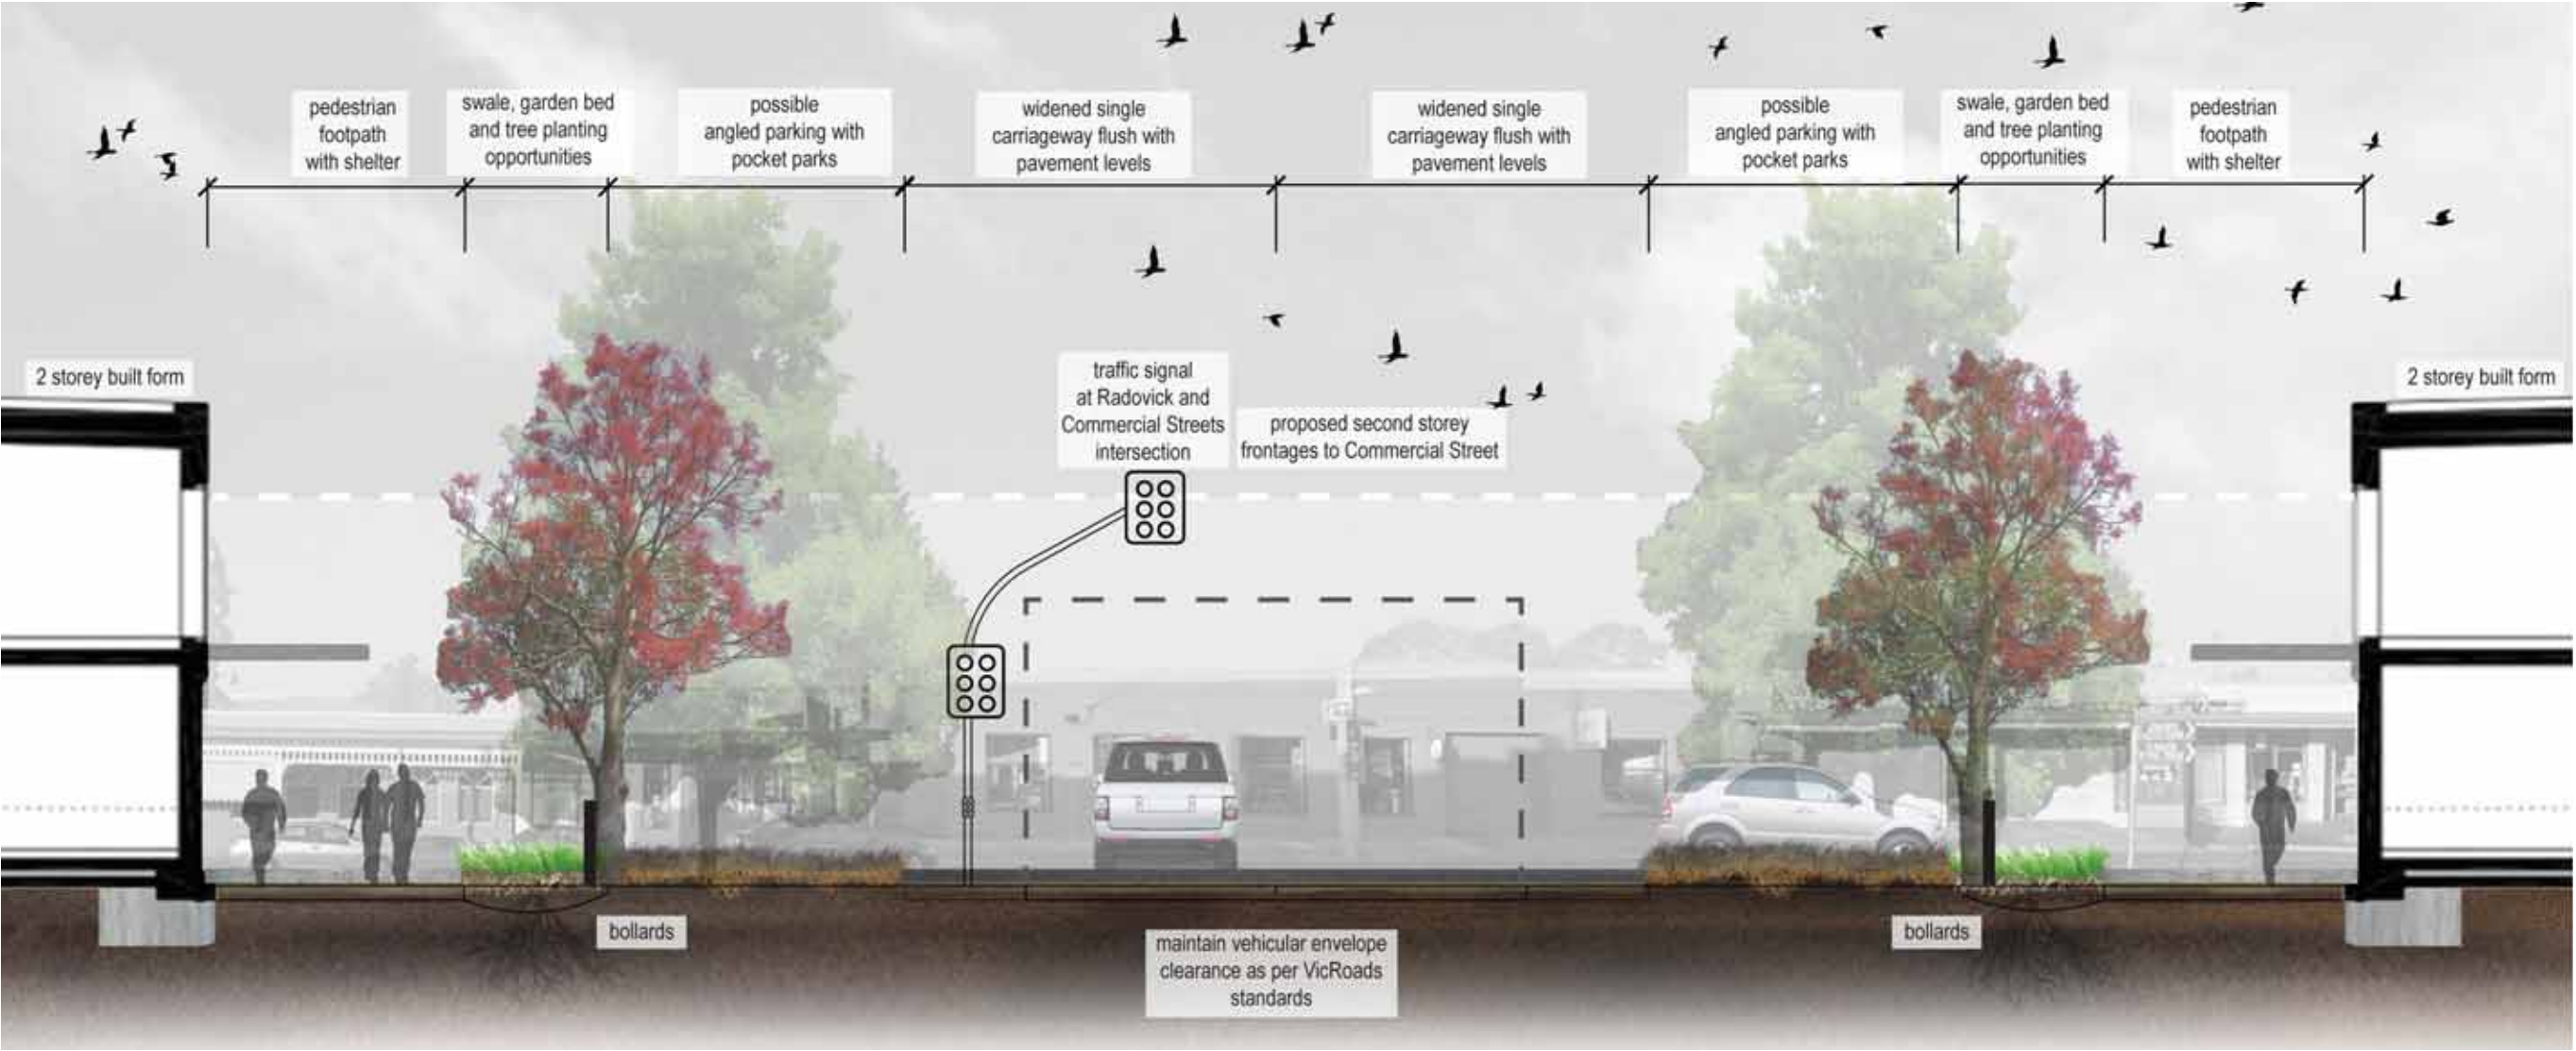 pedestrian
footpath
with shelter
swale, garden bed
and tree planting
opportunities
possible
angled parking with
pocket parks
widened single
carriageway flush with
pavement levels
widened single
carriageway flush with
pavement levels
possible
angled parking with
pocket parks
swale, garden bed
and tree planting
opportunities
pedestrian
footpath
with shelter
2 storey built form
traffic signal
at Radovick and
Commercial Streets
intersection
proposed second storey
frontages to Commercial Street
2 storey built form
bollards
maintain vehicular envelope
clearance as per VicRoads
standards
bollards